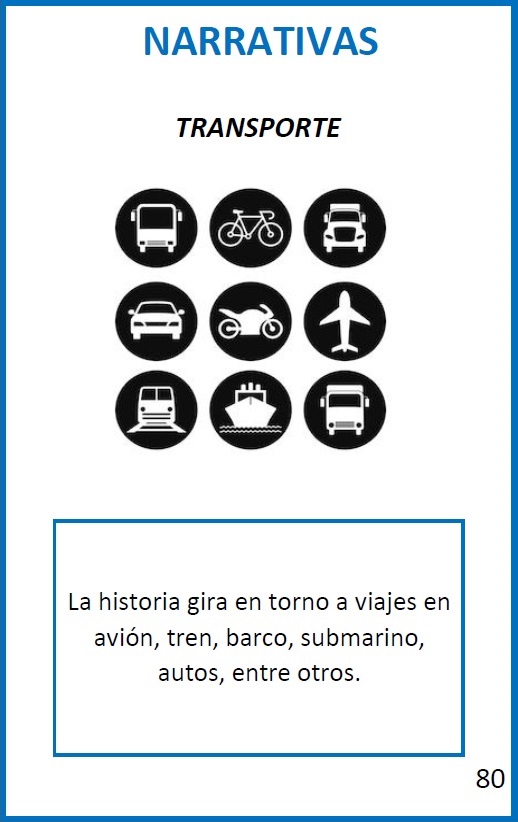 NARRATIVAS
TRANSPORTE
La historia gira en torno a viajes en
avión, tren, barco, submarino,
autos, entre otros.
80